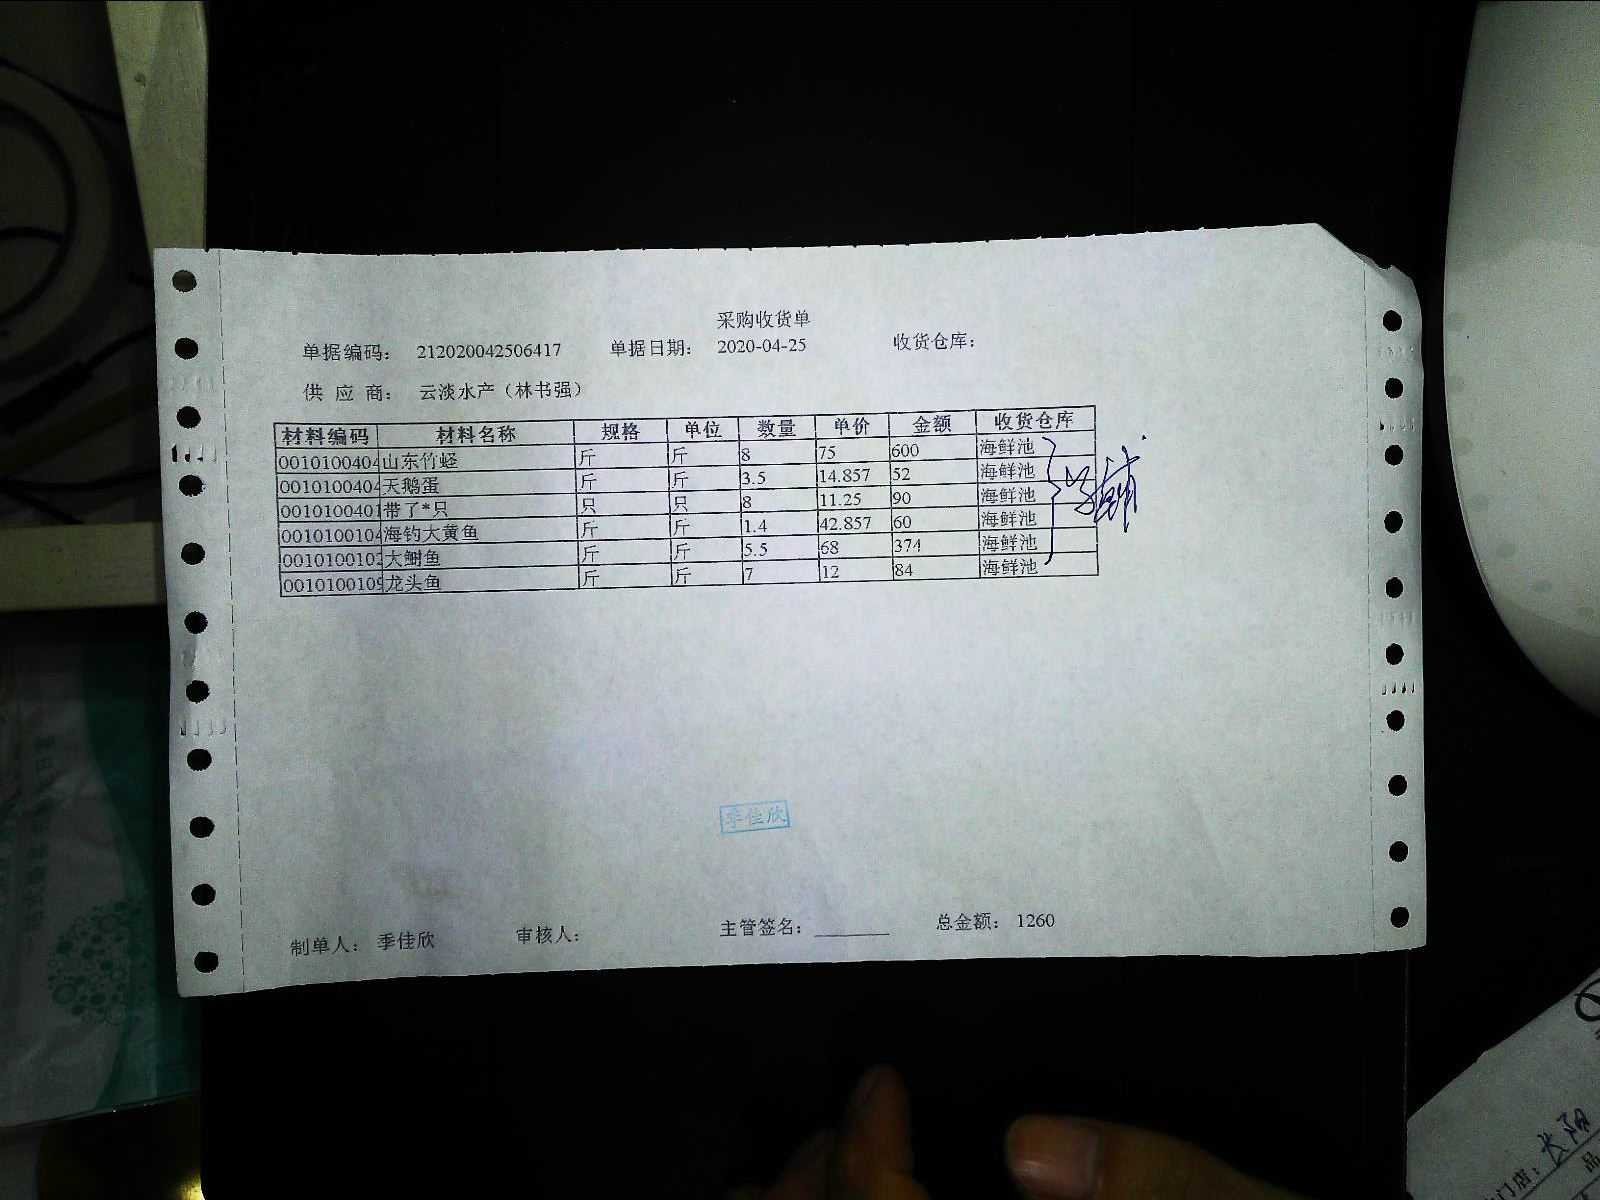 采购收货单
单据编码： 212020042506417 单据日期： 2020-04-25 收货仓库：
供 应 商： 云淡水产（林书强）
材料编码 材料名称 规格 单位 数量 单价 金额 收货仓库
0010100404 山东竹蛏 斤 斤 8 75 600 海鲜池
0010100404 天鹅蛋 斤 斤 3.5 14.857 52 海鲜池
0010100401 带了*只 只 只 8 11.25 90 海鲜池
0010100104 海钓大黄鱼 斤 斤 1.4 42.857 60 海鲜池
0010100102 大鲥鱼 斤 斤 5.5 68 374 海鲜池
0010100109 龙头鱼 斤 斤 7 12 84 海鲜池
季佳欣
制单人： 季佳欣 审核人： 主管签名： 总金额： 1260
长阳
门店：
品